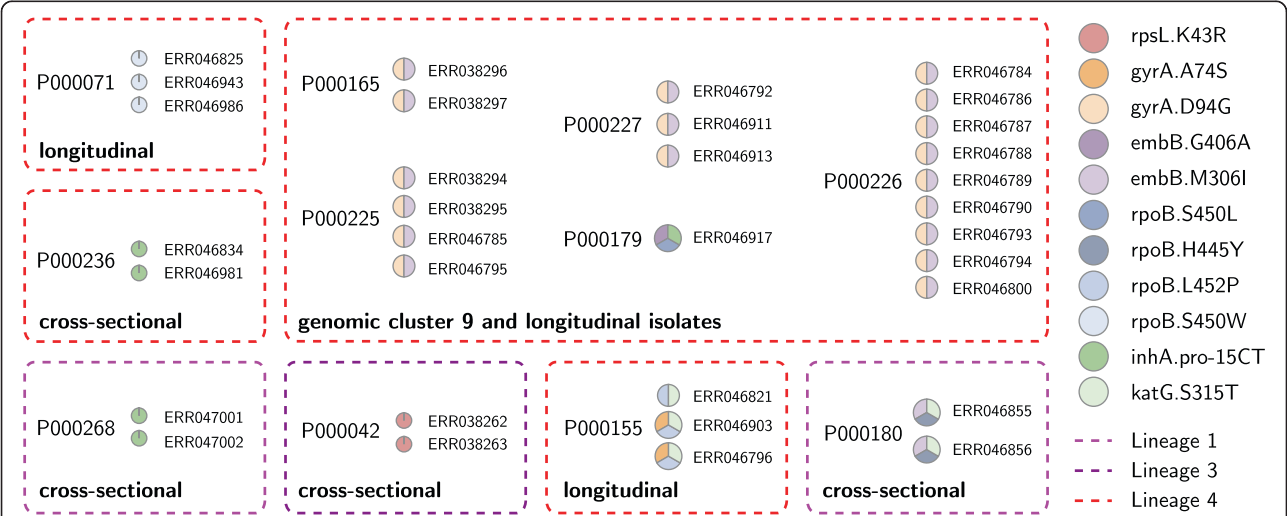 P000071
ERR046825
ERR046943
ERR046986
longitudinal
P000236
ERR046834
ERR046981
cross-sectional
P000165
ERR038296
ERR038297
P000225
ERR038294
ERR038295
ERR046785
ERR046795
P000227
ERR046792
ERR046911
ERR046913
P000179
ERR046917
P000226
ERR046784
ERR046786
ERR046787
ERR046788
ERR046789
ERR046790
ERR046793
ERR046794
ERR046800
genomic cluster 9 and longitudinal isolates
P000268
ERR047001
ERR047002
cross-sectional
P000042
ERR038262
ERR038263
cross-sectional
P000155
ERR046821
ERR046903
ERR046796
longitudinal
P000180
ERR046855
ERR046856
cross-sectional
rpsL.K43R
gyrA.A74S
gyrA.D94G
embB.G406A
embB.M306I
rpoB.S450L
rpoB.H445Y
rpoB.L452P
rpoB.S450W
inhA.pro-15CT
katG.S315T
Lineage 1
Lineage 3
Lineage 4